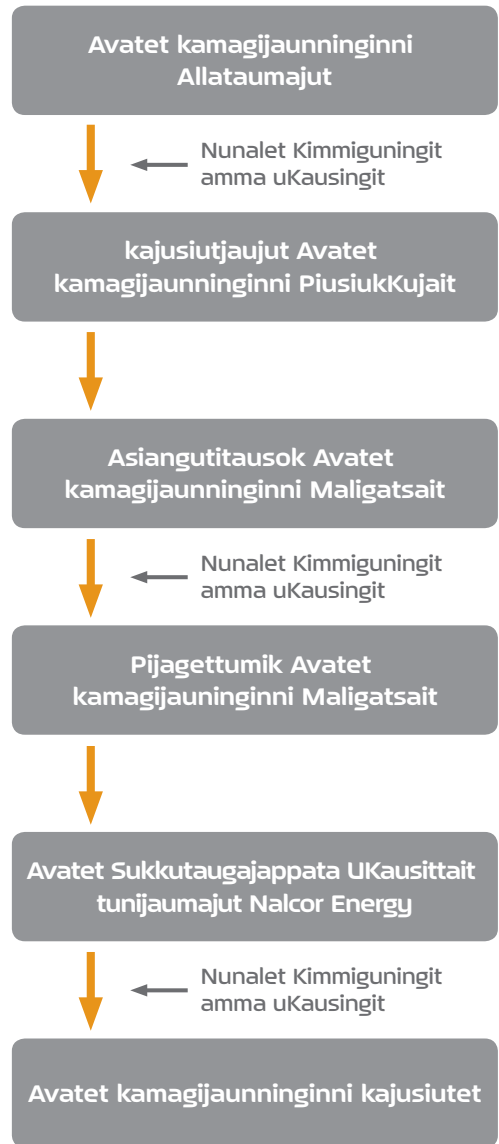 Avatet kamagijaunninginni
Allataumajut
Nunalet Kimmiguningit
amma uKausingit
kajusiutjaujut Avatet
kamagijaunninginni PiusiukKujait
Asiangutitausok Avatet
kamagijaunninginni Maligatsait
Nunalet Kimmiguningit
amma uKausingit
Pijagettumik Avatet
kamagijauninginni Maligatsait
Avatet Sukkutaugajappata UKausittait
tunijaumajut Nalcor Energy
Nunalet Kimmiguningit
amma uKausingit
Avatet kamagijaunninginni kajusiutet